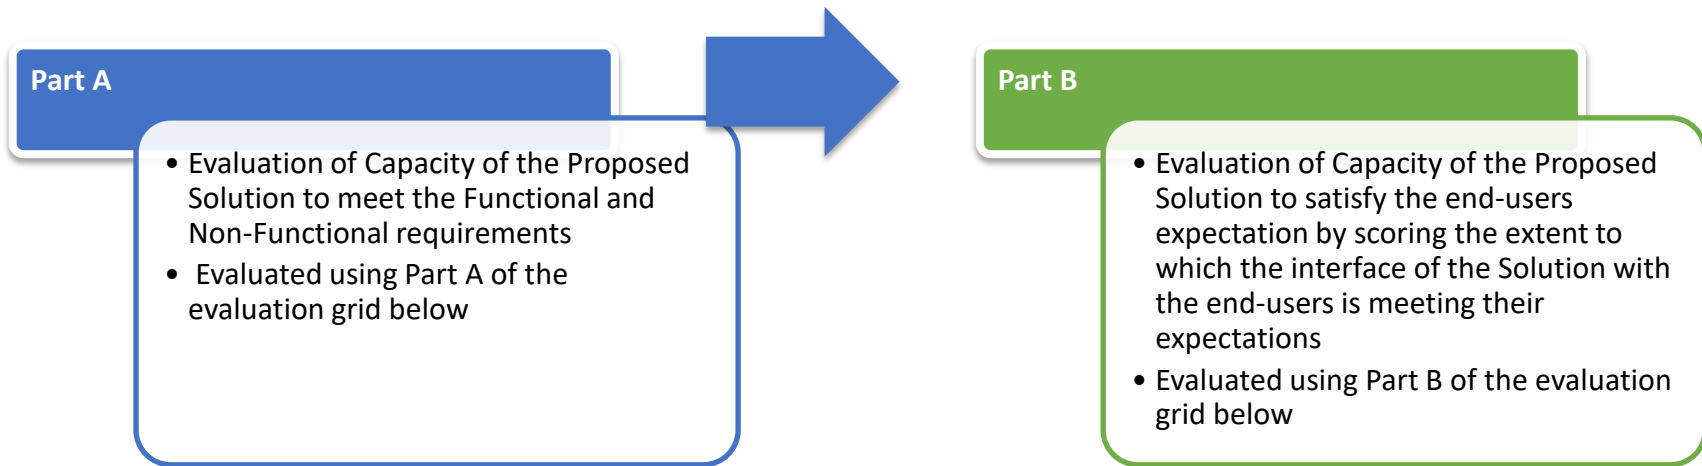 Part A
• Evaluation of Capacity of the Proposed
Solution to meet the Functional and
Non-Functional requirements
• Evaluated using Part A of the
evaluation grid below
Part B
• Evaluation of Capacity of the Proposed
Solution to satisfy the end-users
expectation by scoring the extent to
which the interface of the Solution with
the end-users is meeting their
expectations
• Evaluated using Part B of the evaluation
grid below